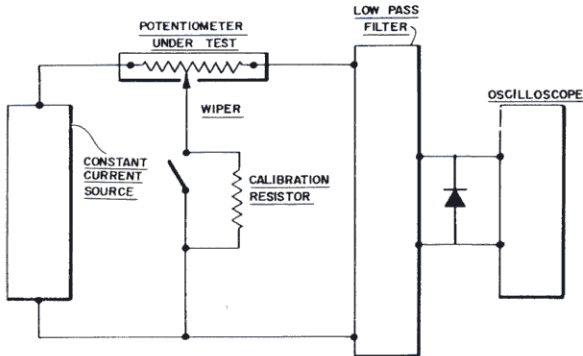 POTENTIOMETER
UNDER TEST
LOW PASS
FILTER
OSCILLOSCOPE
WIPER
CONSTANT
CURRENT
SOURCE
CALIBRATION
RESISTOR